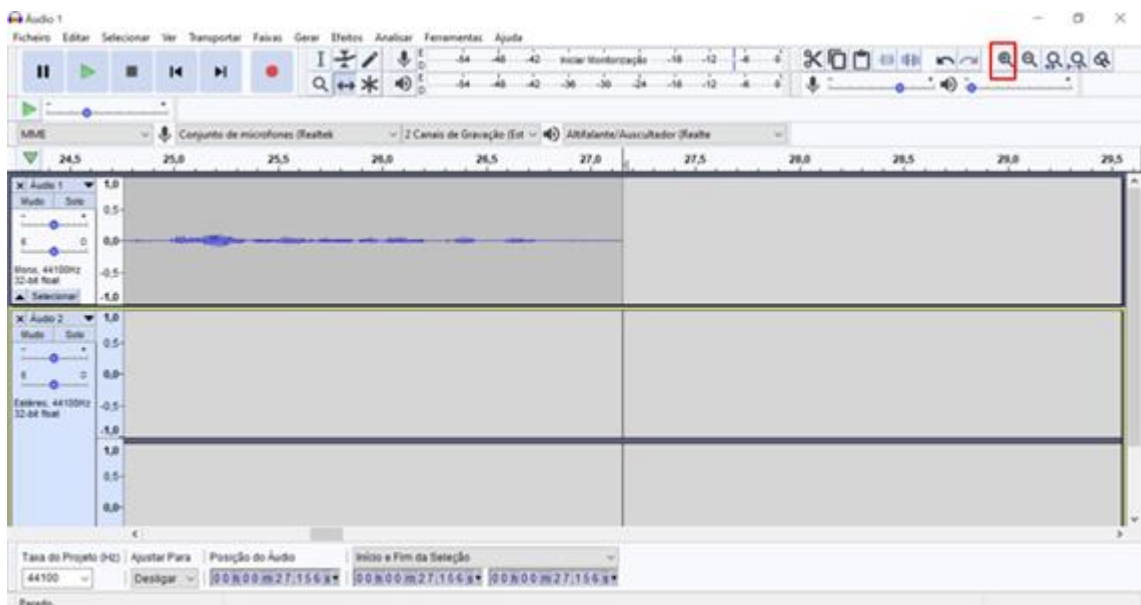 Áudio 1
Ficheiro Editar Selecionar Ver Transportar Faixas Gerar Efeitos Analisar Ferramentas Ajuda
-54 -48 -42 Iniciar Monitorização -18 -12 -6 0
-54 -48 -42 -36 -30 -24 -18 -12 -6 0
MME Conjunto de microfones (Realtek 2 Canais de Gravação (Est Altifalante/Auscultador (Realte
24,5 25,0 25,5 26,0 26,5 27,0 27,5 28,0 28,5 29,0 29,5
Áudio 1 1,0
Mudo Solo
0,5
0,0
Mono, 44100Hz -0,5
32-bit float
Selecionar -1,0
Áudio 2 1,0
Mudo Solo
0,5
0,0
Estéreo, 44100Hz -0,5
32-bit float
-1,0
1,0
0,5
0,0
Taxa do Projeto (Hz) Ajustar Para Posição do Áudio Início e Fim da Seleção
44100 Desligar 00 h 00 m 27,156 s 00 h 00 m 27,156 s 00 h 00 m 27,156 s
Parado.